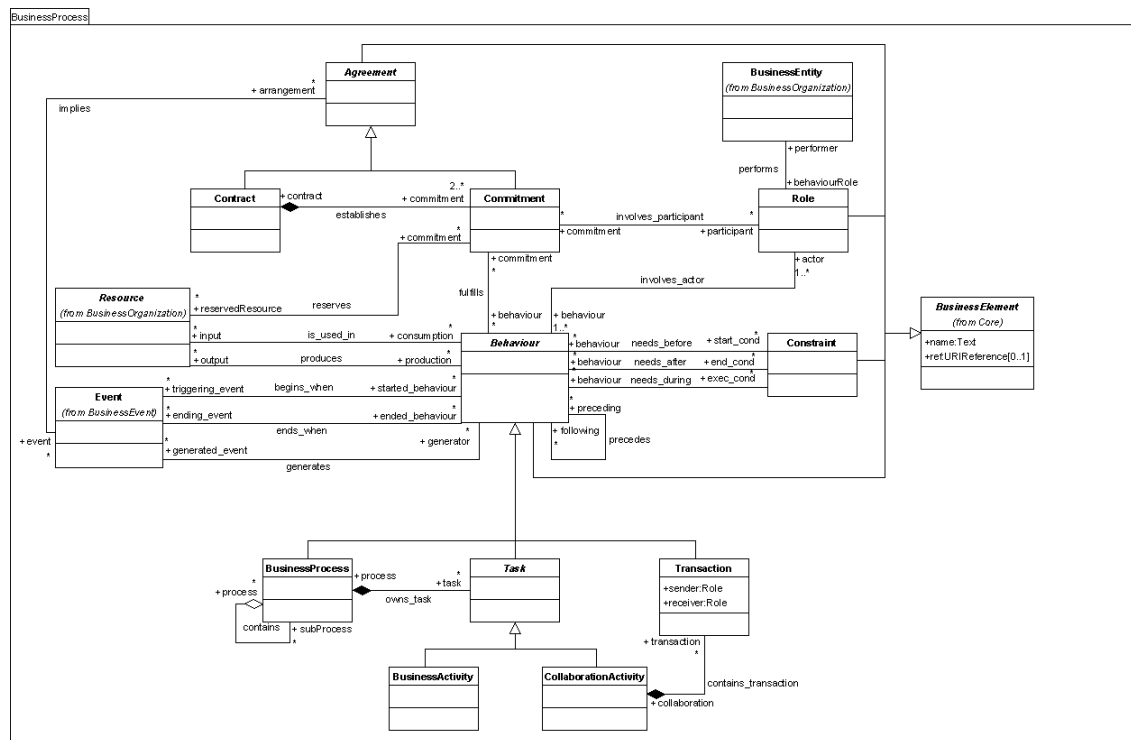 BusinessProcess
Agreement
*
+ arrangement
implies
BusinessEntity
(from BusinessOrganization)
+ performer
performs
+ behaviourRole
Contract
+ contract
2..*
+ commitment
establishes
Commitment
Role
*
involves_participant
*
+ commitment
+ participant
*
+ commitment
+ commitment
*
+ actor
1..*
involves_actor
fulfills
Resource
(from BusinessOrganization)
*
+ reservedResource
reserves
*
+ input
is_used_in
*
+ consumption
*
+ output
produces
*
+ production
+ behaviour
*
+ behaviour
1..*
BusinessElement
(from Core)
+name:Text
+ref:URIReference[0..1]
Behaviour
*
+ behaviour
needs_before
+ start_cond
*
*
+ behaviour
needs_after
+ end_cond
*
*
+ behaviour
needs_during
+ exec_cond
*
Constraint
Event
(from BusinessEvent)
*
+ triggering_event
begins_when
*
+ started_behaviour
*
+ ending_event
ends_when
*
+ ended_behaviour
*
+ generated_event
generates
*
+ generator
+ event
*
*
+ preceding
+ following
*
precedes
BusinessProcess
+ process
*
+ process
contains
+ subProcess
*
owns_task
*
+ task
Task
Transaction
+sender:Role
+receiver:Role
+ transaction
*
contains_transaction
BusinessActivity
CollaborationActivity
+ collaboration